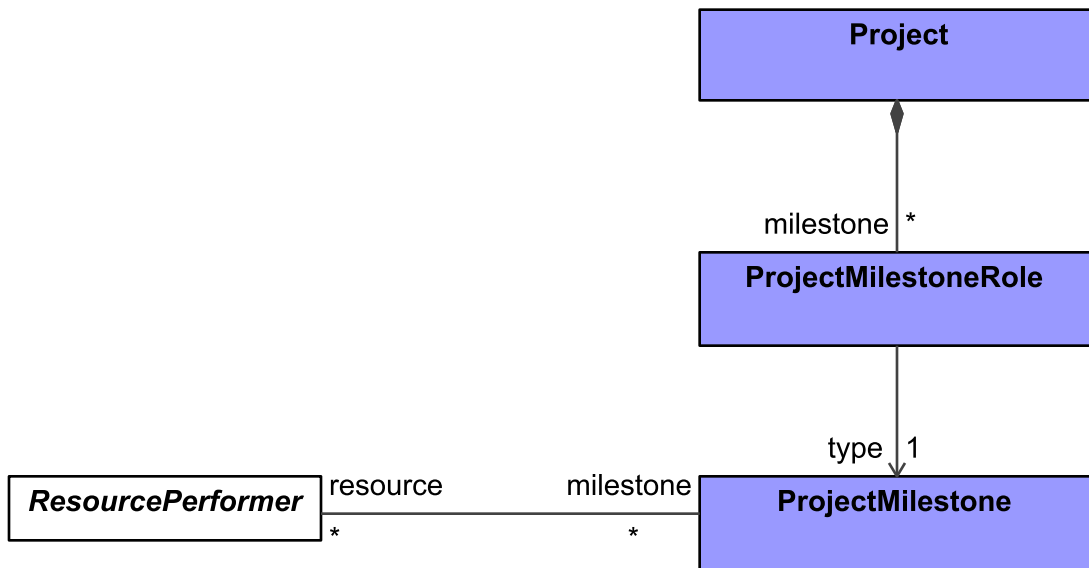 Project
milestone *
ProjectMilestoneRole
type 1
ResourcePerformer
resource
milestone
*
*
ProjectMilestone